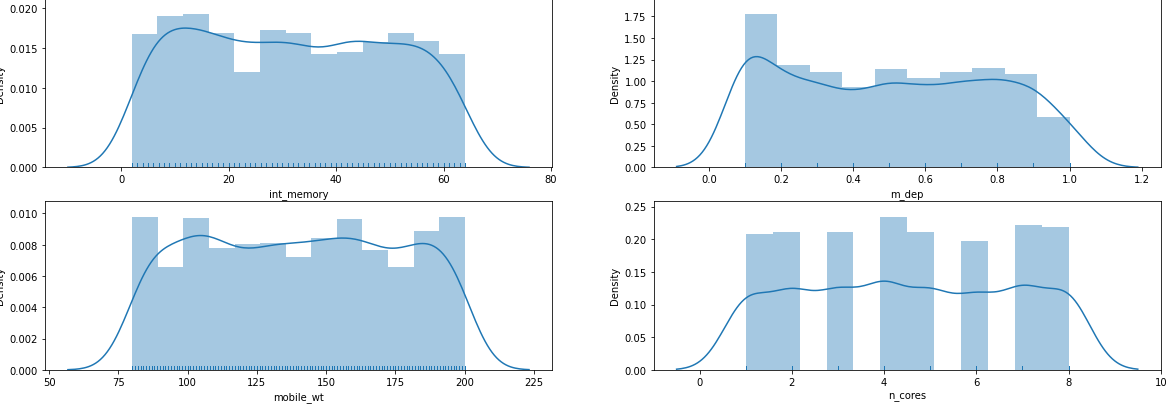 0.020
0.015
0.010
0.005
0.000
Density
0 20 40 60 80
int_memory
1.75
1.50
1.25
1.00
0.75
0.50
0.25
0.00
Density
0.0 0.2 0.4 0.6 0.8 1.0 1.2
m_dep
0.010
0.008
0.006
0.004
0.002
0.000
Density
50 75 100 125 150 175 200 225
mobile_wt
0.25
0.20
0.15
0.10
0.05
0.00
Density
0 2 4 6 8 10
n_cores